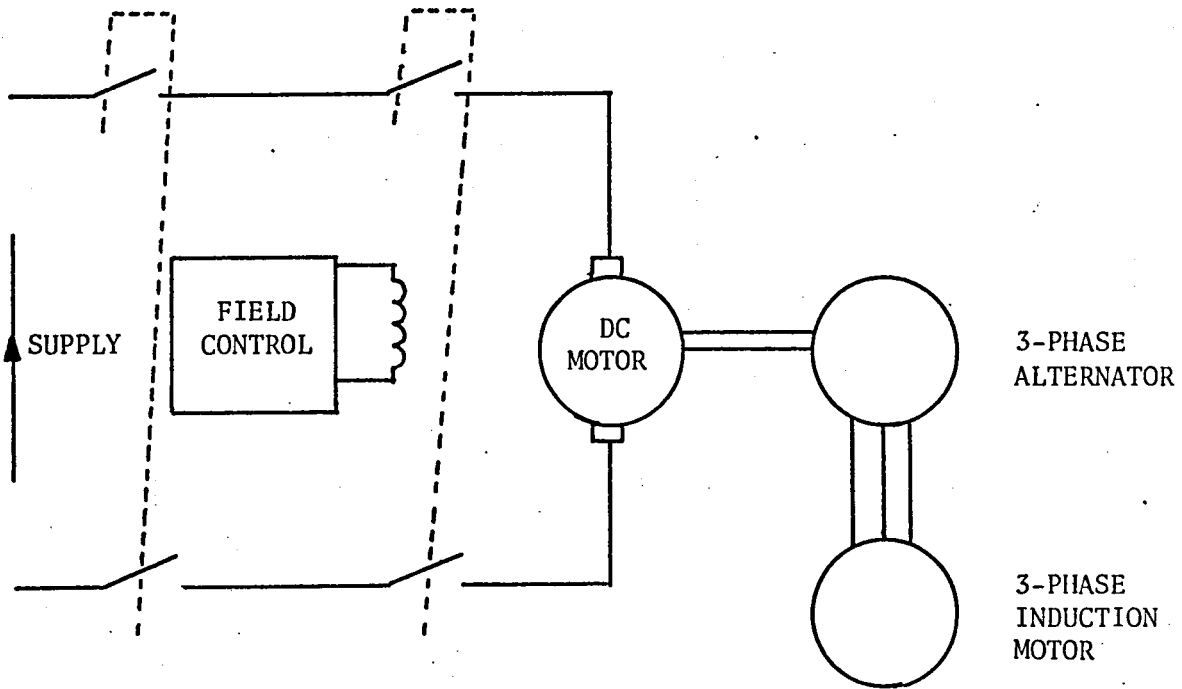 SUPPLY
FIELD
CONTROL
DC
MOTOR
3-PHASE
ALTERNATOR
3-PHASE
INDUCTION
MOTOR